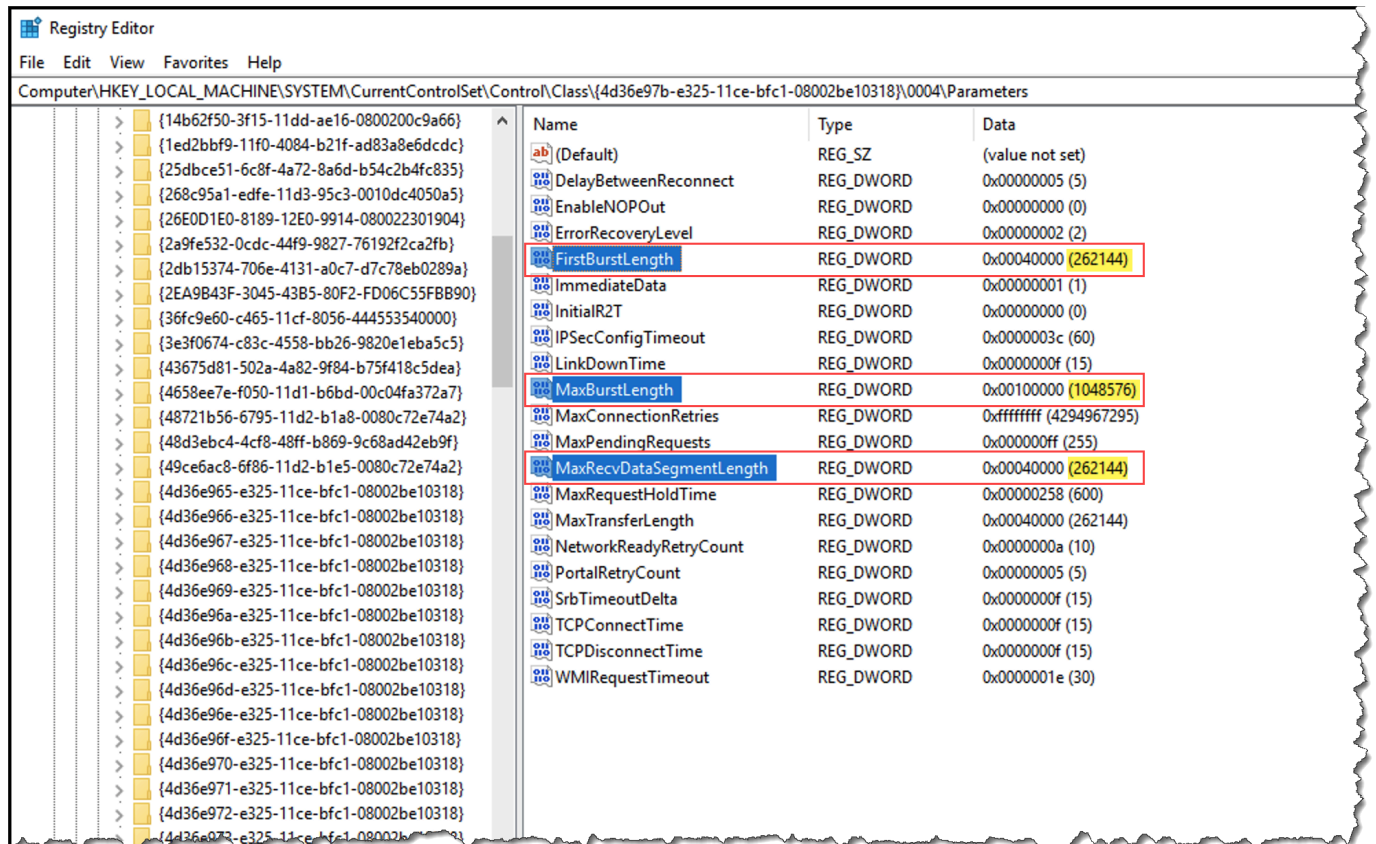 Registry Editor
File Edit View Favorites Help
Computer\HKEY_LOCAL_MACHINE\SYSTEM\CurrentControlSet\Control\Class\{4d36e97b-e325-11ce-bfc1-08002be10318}\0004\Parameters
{14b62f50-3f15-11dd-ae16-0800200c9a66}
{1ed2bbf9-11f0-4084-b21f-ad83a8e6dcdc}
{25dbce51-6c8f-4a72-8a6d-b54c2b4fc835}
{268c95a1-edfe-11d3-95c3-0010dc4050a5}
{26E0D1E0-8189-12E0-9914-080022301904}
{2a9fe532-0cdc-44f9-9827-76192f2ca2fb}
{2db15374-706e-4131-a0c7-d7c78eb0289a}
{2EA9B43F-3045-43B5-80F2-FD06C55FBB90}
{36fc9e60-c465-11cf-8056-444553540000}
{3e3f0674-c83c-4558-bb26-9820e1eba5c5}
{43675d81-502a-4a82-9f84-b75f418c5dea}
{4658ee7e-f050-11d1-b6bd-00c04fa372a7}
{48721b56-6795-11d2-b1a8-0080c72e74a2}
{48d3ebc4-4cf8-48ff-b869-9c68ad42eb9f}
{49ce6ac8-6f86-11d2-b1e5-0080c72e74a2}
{4d36e965-e325-11ce-bfc1-08002be10318}
{4d36e966-e325-11ce-bfc1-08002be10318}
{4d36e967-e325-11ce-bfc1-08002be10318}
{4d36e968-e325-11ce-bfc1-08002be10318}
{4d36e969-e325-11ce-bfc1-08002be10318}
{4d36e96a-e325-11ce-bfc1-08002be10318}
{4d36e96b-e325-11ce-bfc1-08002be10318}
{4d36e96c-e325-11ce-bfc1-08002be10318}
{4d36e96d-e325-11ce-bfc1-08002be10318}
{4d36e96e-e325-11ce-bfc1-08002be10318}
{4d36e96f-e325-11ce-bfc1-08002be10318}
{4d36e970-e325-11ce-bfc1-08002be10318}
{4d36e971-e325-11ce-bfc1-08002be10318}
{4d36e972-e325-11ce-bfc1-08002be10318}
Name Type Data
(Default) REG_SZ (value not set)
DelayBetweenReconnect REG_DWORD 0x00000005 (5)
EnableNOPOut REG_DWORD 0x00000000 (0)
ErrorRecoveryLevel REG_DWORD 0x00000002 (2)
FirstBurstLength REG_DWORD 0x00040000 (262144)
ImmediateData REG_DWORD 0x00000001 (1)
InitialR2T REG_DWORD 0x00000000 (0)
IPSecConfigTimeout REG_DWORD 0x0000003c (60)
LinkDownTime REG_DWORD 0x0000000f (15)
MaxBurstLength REG_DWORD 0x00100000 (1048576)
MaxConnectionRetries REG_DWORD 0xffffffff (4294967295)
MaxPendingRequests REG_DWORD 0x000000ff (255)
MaxRecvDataSegmentLength REG_DWORD 0x00040000 (262144)
MaxRequestHoldTime REG_DWORD 0x00000258 (600)
MaxTransferLength REG_DWORD 0x00040000 (262144)
NetworkReadyRetryCount REG_DWORD 0x0000000a (10)
PortalRetryCount REG_DWORD 0x00000005 (5)
SrbTimeoutDelta REG_DWORD 0x0000000f (15)
TCPConnectTime REG_DWORD 0x0000000f (15)
TCPDisconnectTime REG_DWORD 0x0000000f (15)
WMIRequestTimeout REG_DWORD 0x0000001e (30)